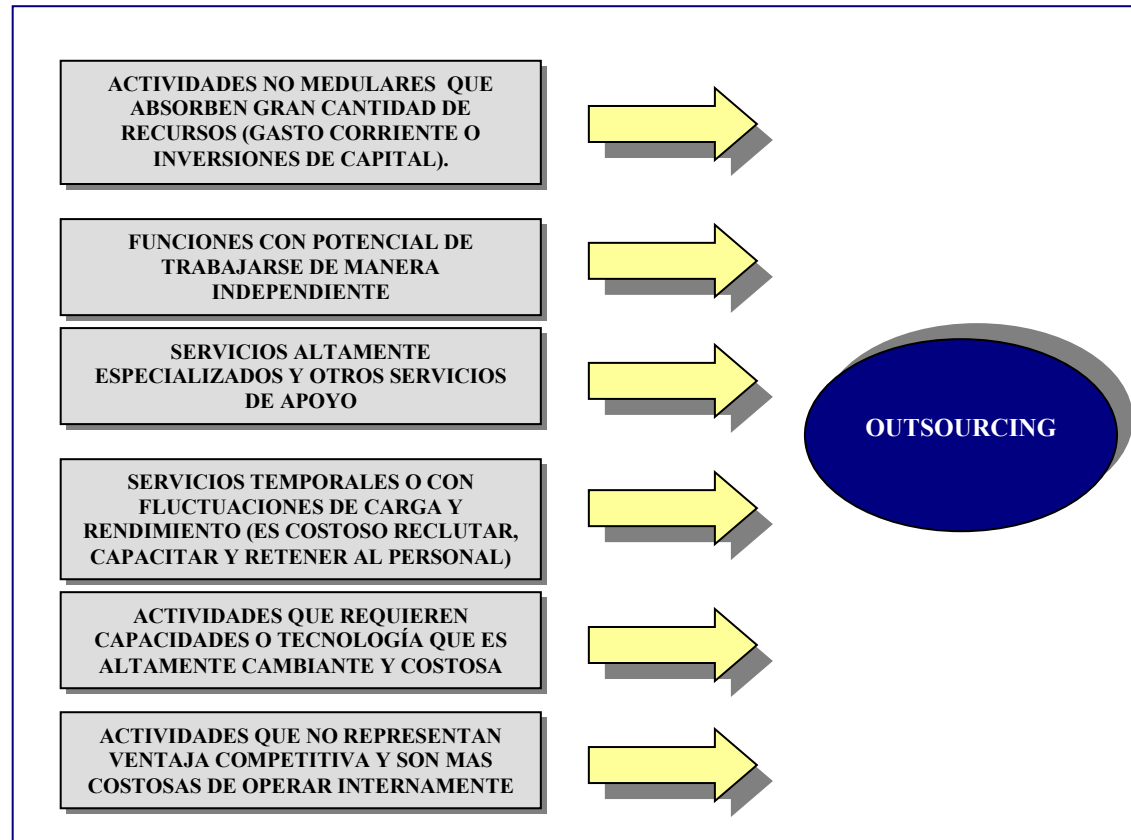 ACTIVIDADES NO MEDULARES QUE
ABSORBEN GRAN CANTIDAD DE
RECURSOS (GASTO CORRIENTE O
INVERSIONES DE CAPITAL).
FUNCIONES CON POTENCIAL DE
TRABAJARSE DE MANERA
INDEPENDIENTE
SERVICIOS ALTAMENTE
ESPECIALIZADOS Y OTROS SERVICIOS
DE APOYO
SERVICIOS TEMPORALES O CON
FLUCTUACIONES DE CARGA Y
RENDIMIENTO (ES COSTOSO RECLUTAR,
CAPACITAR Y RETENER AL PERSONAL)
ACTIVIDADES QUE REQUIEREN
CAPACIDADES O TECNOLOGÍA QUE ES
ALTAMENTE CAMBIANTE Y COSTOSA
ACTIVIDADES QUE NO REPRESENTAN
VENTAJA COMPETITIVA Y SON MAS
COSTOSAS DE OPERAR INTERNAMENTE
OUTSOURCING